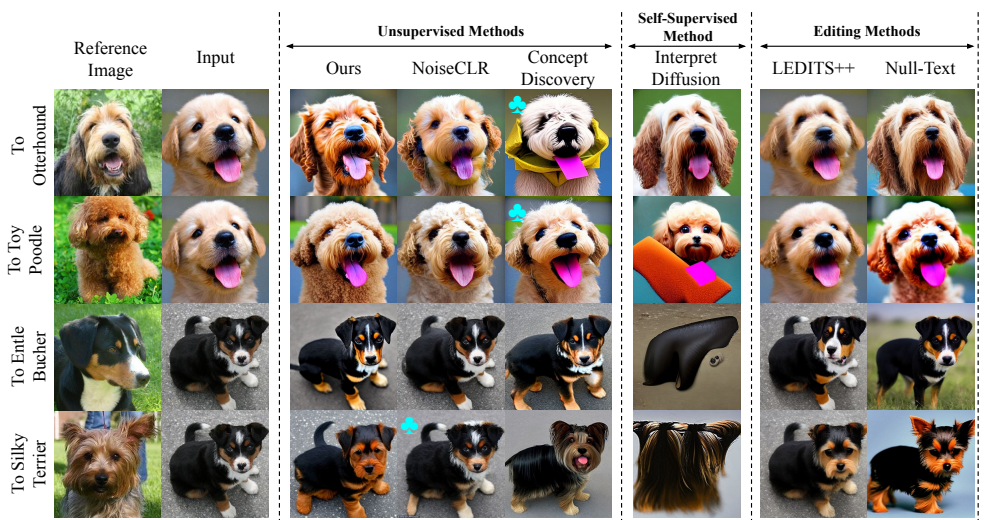 Reference
Image
Input
Unsupervised Methods
Self-Supervised
Method
Editing Methods
Ours
NoiseCLR
Concept
Discovery
Interpret
Diffusion
LEDITS++
Null-Text
To
Otterhound
To Toy
Poodle
To Entle
Bucher
To Silky
Terrier